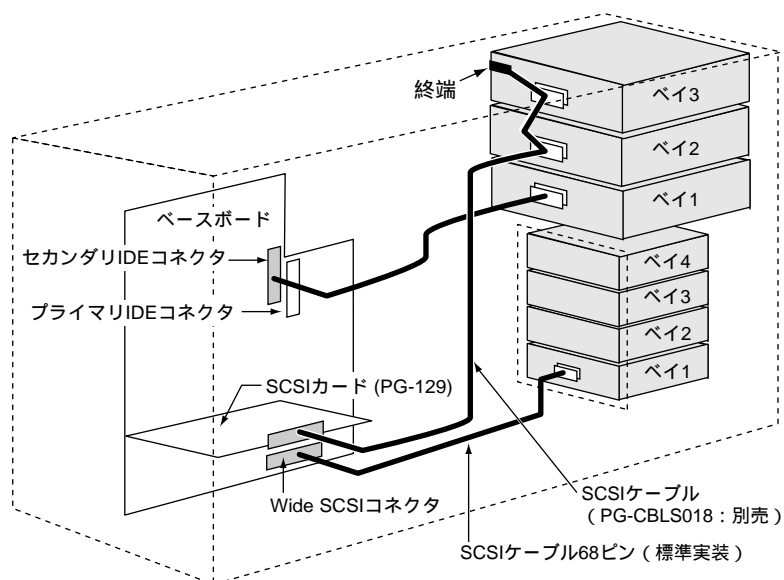 終端
ベイ3
ベイ2
ベイ1
ベースボード
セカンダリIDEコネクタ
プライマリIDEコネクタ
ベイ4
ベイ3
ベイ2
ベイ1
SCSIカード (PG-129)
Wide SCSIコネクタ
SCSIケーブル
（PG-CBLS018：別売）
SCSIケーブル68ピン（標準実装）